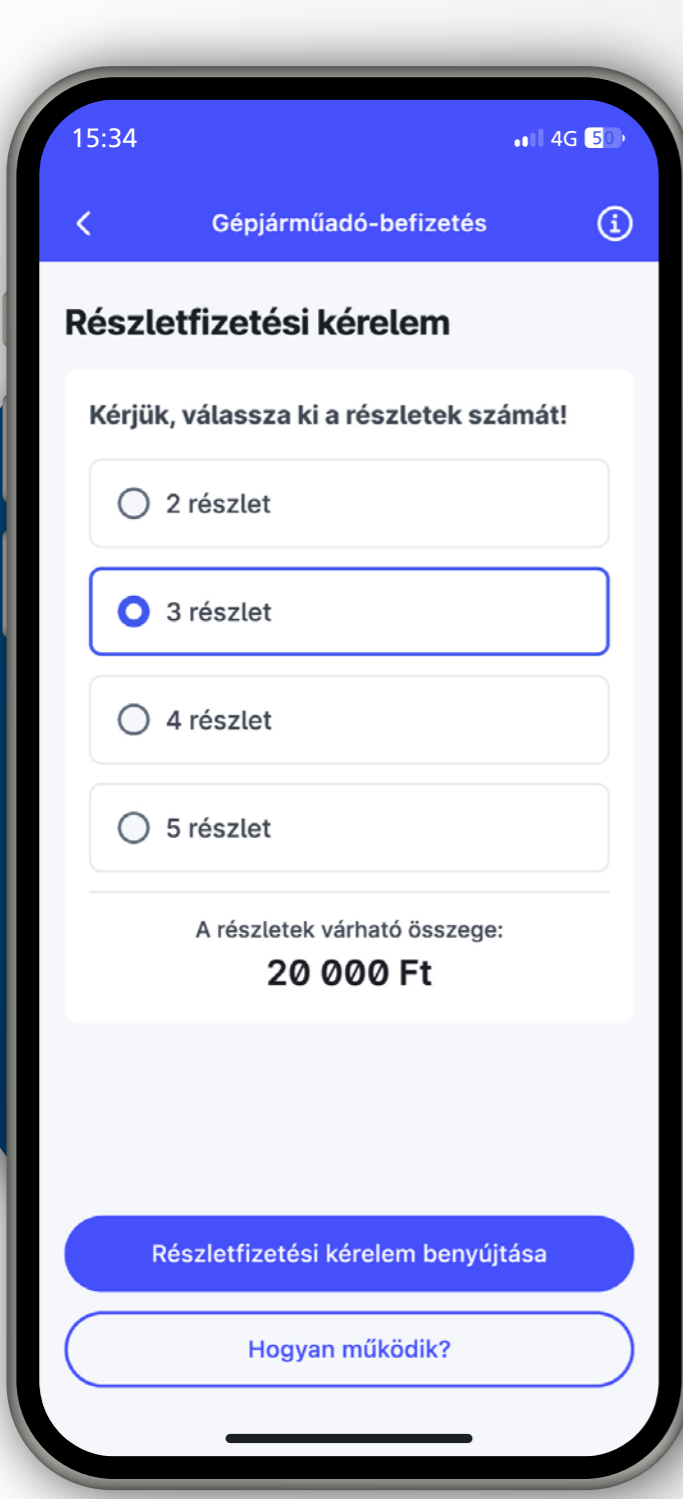 15:34
4G 50
Gépjárműadó-befizetés
Részletfizetési kérelem
Kérjük, válassza ki a részletek számát!
2 részlet
3 részlet
4 részlet
5 részlet
A részletek várható összege:
20 000 Ft
Részletfizetési kérelem benyújtása
Hogyan működik?